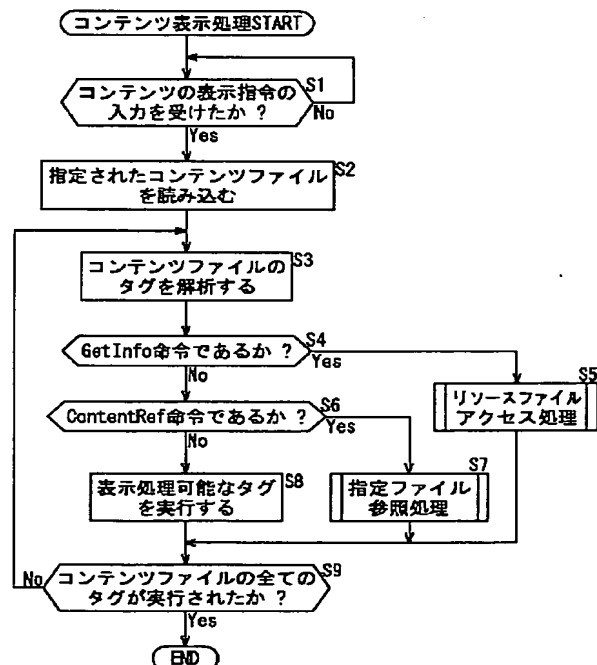 コンテンツ表示処理START
コンテンツの表示指令の
入力を受けたか ?
S1
No
Yes
指定されたコンテンツファイル
を読み込む
S2
コンテンツファイルの
タグを解析する
S3
GetInfo命令であるか ?
S4
Yes
No
リソースファイル
アクセス処理
S5
ContentRef命令であるか ?
S6
Yes
No
指定ファイル
参照処理
S7
表示処理可能なタグ
を実行する
S8
コンテンツファイルの全ての
タグが実行されたか ?
S9
No
Yes
END